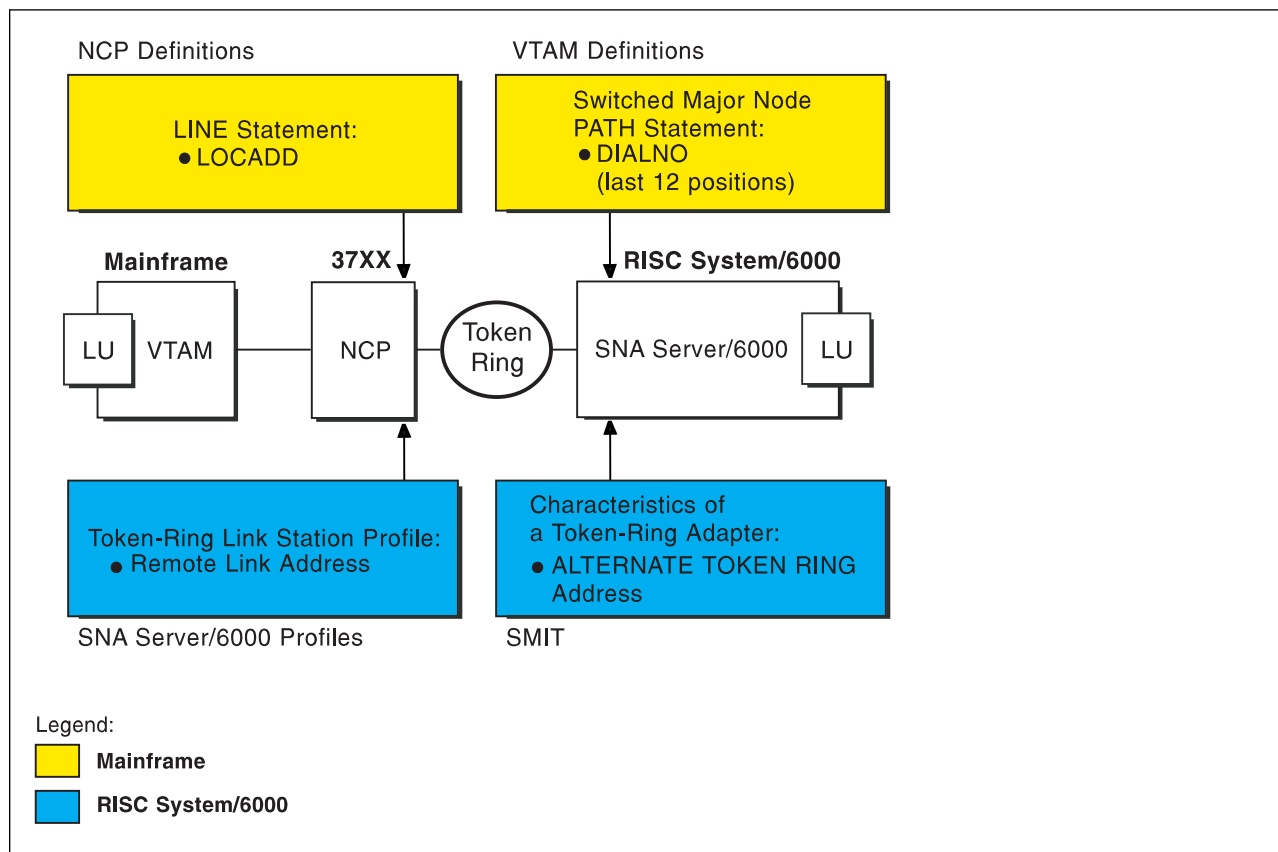 NCP Definitions
VTAM Definitions
LINE Statement:
● LOCADD
Switched Major Node
PATH Statement:
● DIALNO
(last 12 positions)
Mainframe
37XX
RISC System/6000
LU
VTAM
NCP
Token
Ring
SNA Server/6000
LU
Token-Ring Link Station Profile:
● Remote Link Address
Characteristics of
a Token-Ring Adapter:
● ALTERNATE TOKEN RING
Address
SNA Server/6000 Profiles
SMIT
Legend:
Mainframe
RISC System/6000